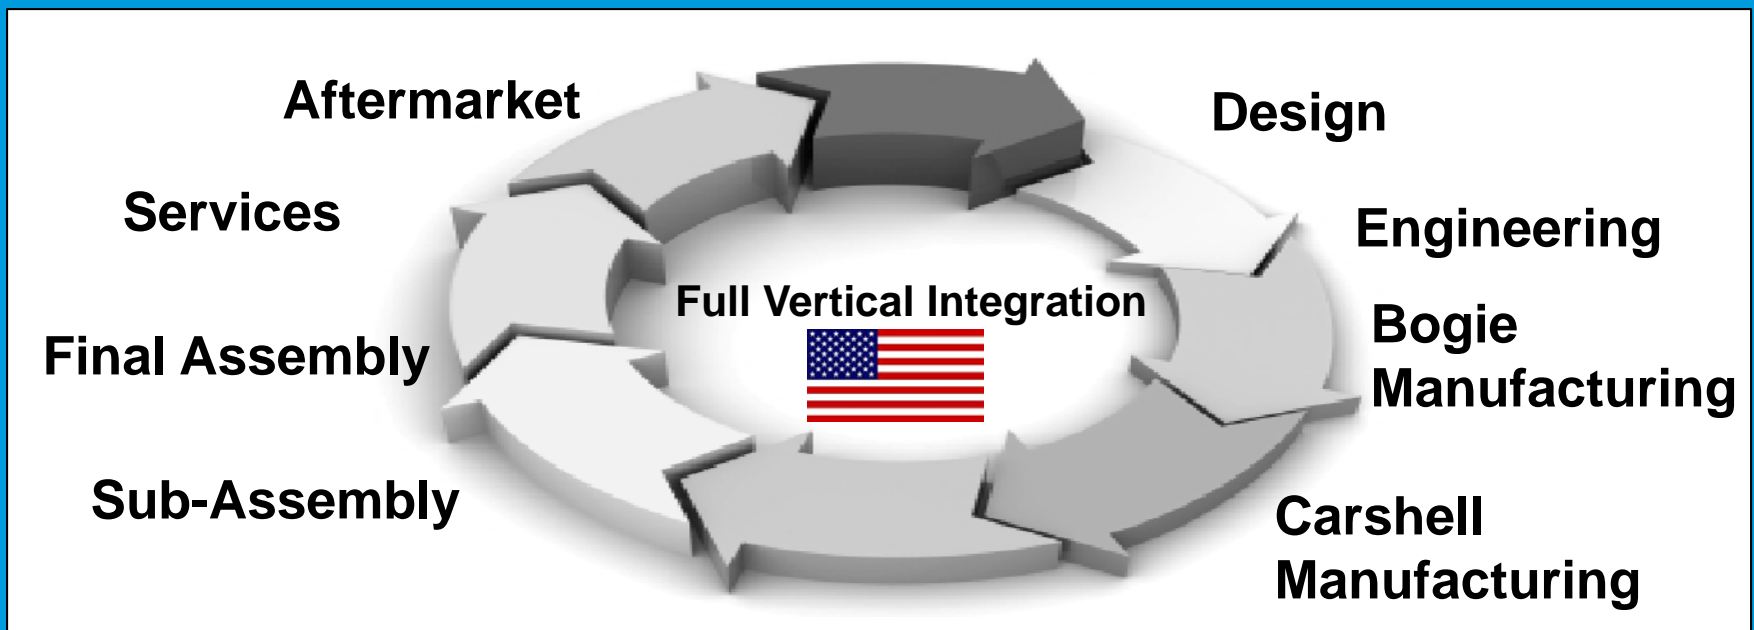 Aftermarket
Design
Services
Engineering
Full Vertical Integration
Bogie
Manufacturing
Final Assembly
Sub-Assembly
Carshell
Manufacturing